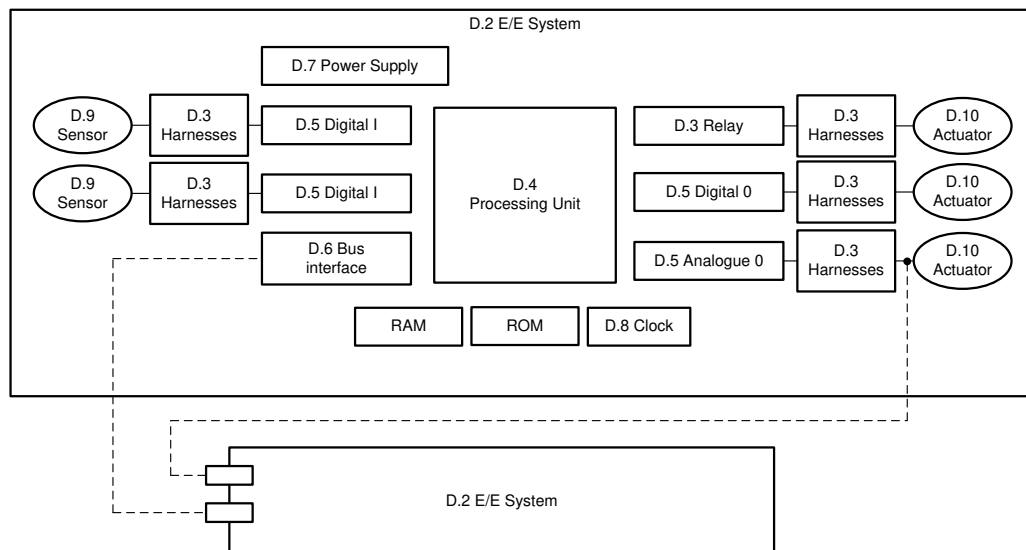 D.2 E/E System
D.7 Power Supply
D.9
Sensor
D.3
Harnesses
D.5 Digital I
D.9
Sensor
D.3
Harnesses
D.5 Digital I
D.6 Bus
interface
D.4
Processing Unit
D.3 Relay
D.3
Harnesses
D.10
Actuator
D.5 Digital 0
D.3
Harnesses
D.10
Actuator
D.5 Analogue 0
D.3
Harnesses
D.10
Actuator
RAM
ROM
D.8 Clock
D.2 E/E System